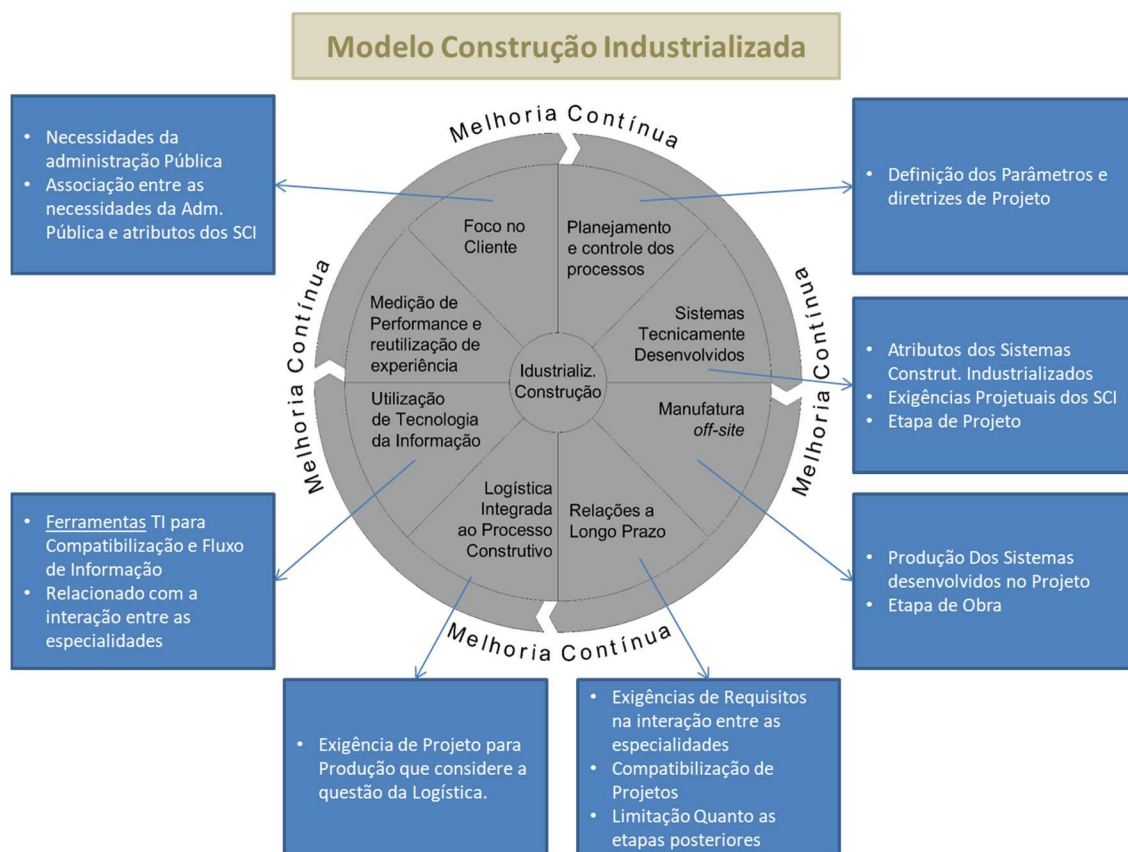 Modelo Construção Industrializada
Melhoria Contínua
• Necessidades da
administração Pública
• Associação entre as
necessidades da Adm.
Pública e atributos dos SCI
• Definição dos Parâmetros e
diretrizes de Projeto
Foco no
Cliente
Planejamento
e controle dos
processos
Melhoria Contínua
Melhoria Contínua
Medição de
Performance e
reutilização de
experiência
Sistemas
Tecnicamente
Desenvolvidos
• Atributos dos Sistemas
Construt. Industrializados
• Exigências Projetuais dos SCI
• Etapa de Projeto
Idustrializ.
Construção
Utilização
de Tecnologia
da Informação
Manufatura
off-site
Logística
Integrada
ao Processo
Construtivo
Relações a
Longo Prazo
• Ferramentas TI para
Compatibilização e Fluxo
de Informação
• Relacionado com a
interação entre as
especialidades
• Produção Dos Sistemas
desenvolvidos no Projeto
• Etapa de Obra
Melhoria Contínua
• Exigência de Projeto para
Produção que considere a
questão da Logística.
• Exigências de Requisitos
na interação entre as
especialidades
• Compatibilização de
Projetos
• Limitação Quanto as
etapas posteriores